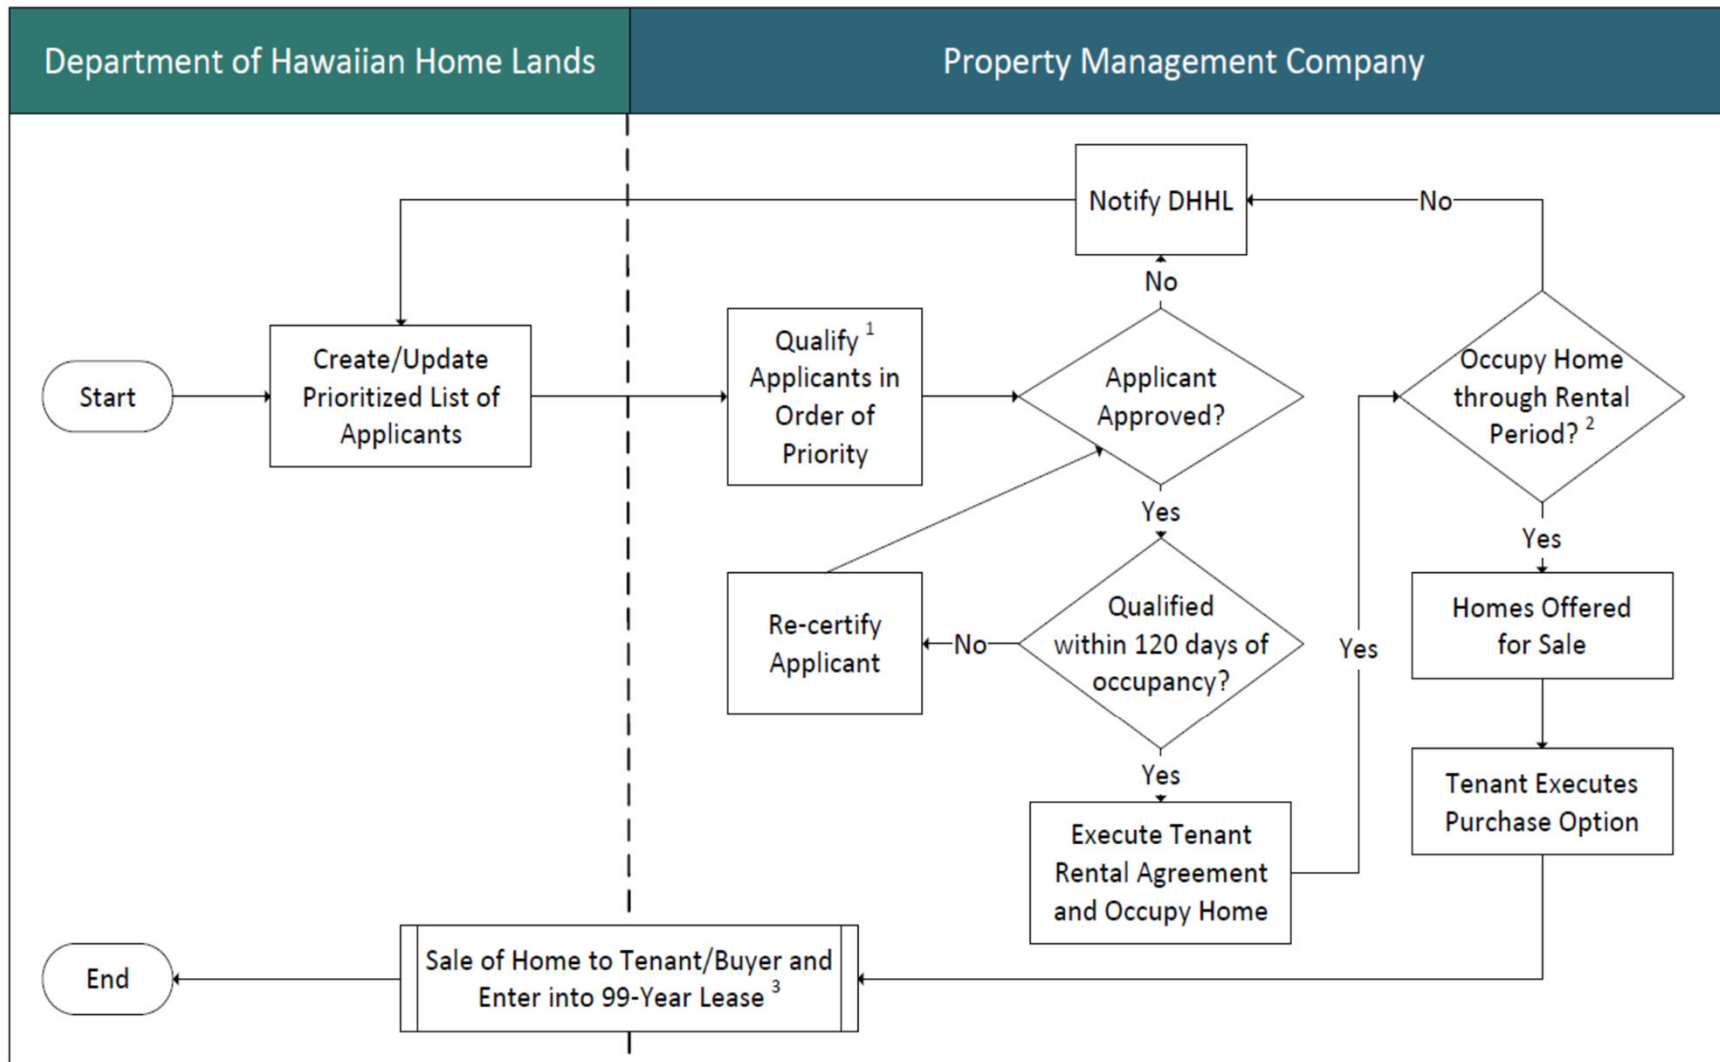 Department of Hawaiian Home Lands
Property Management Company
Notify DHHL
No
No
Start
Create/Update
Prioritized List of
Applicants
Qualify 1
Applicants in
Order of
Priority
Applicant
Approved?
Occupy Home
through Rental
Period? 2
Yes
Yes
Re-certify
Applicant
No
Qualified
within 120 days of
occupancy?
Yes
Homes Offered
for Sale
Yes
Execute Tenant
Rental Agreement
and Occupy Home
Tenant Executes
Purchase Option
End
Sale of Home to Tenant/Buyer and
Enter into 99-Year Lease 3